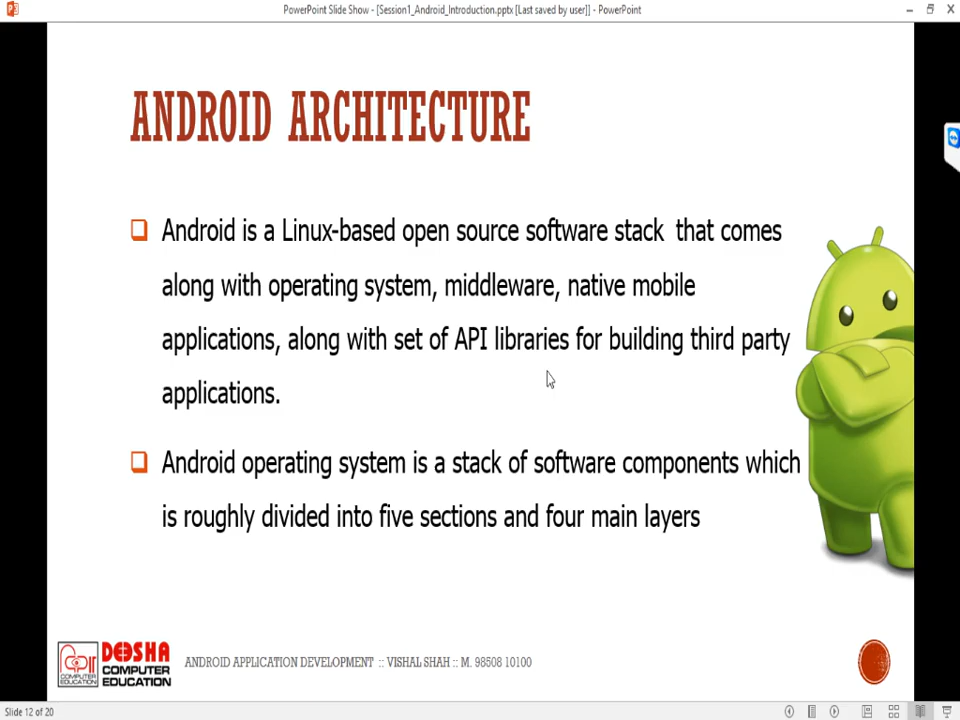 PowerPoint Slide Show - [Session1_Android_Introduction.pptx [Last saved by user]] - PowerPoint
ANDROID ARCHITECTURE
Android is a Linux-based open source software stack that comes
along with operating system, middleware, native mobile
applications, along with set of API libraries for building third party
applications.
Android operating system is a stack of software components which
is roughly divided into five sections and four main layers
COMPUTER
EDUCATION
DEESHA
COMPUTER
EDUCATION
ANDROID APPLICATION DEVELOPMENT :: VISHAL SHAH :: M. 98508 10100
Slide 12 of 20